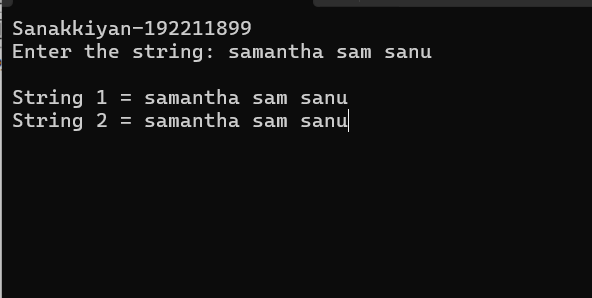 Sanakkiyan-192211899
Enter the string: samantha sam sanu
String 1 = samantha sam sanu
String 2 = samantha sam sanu